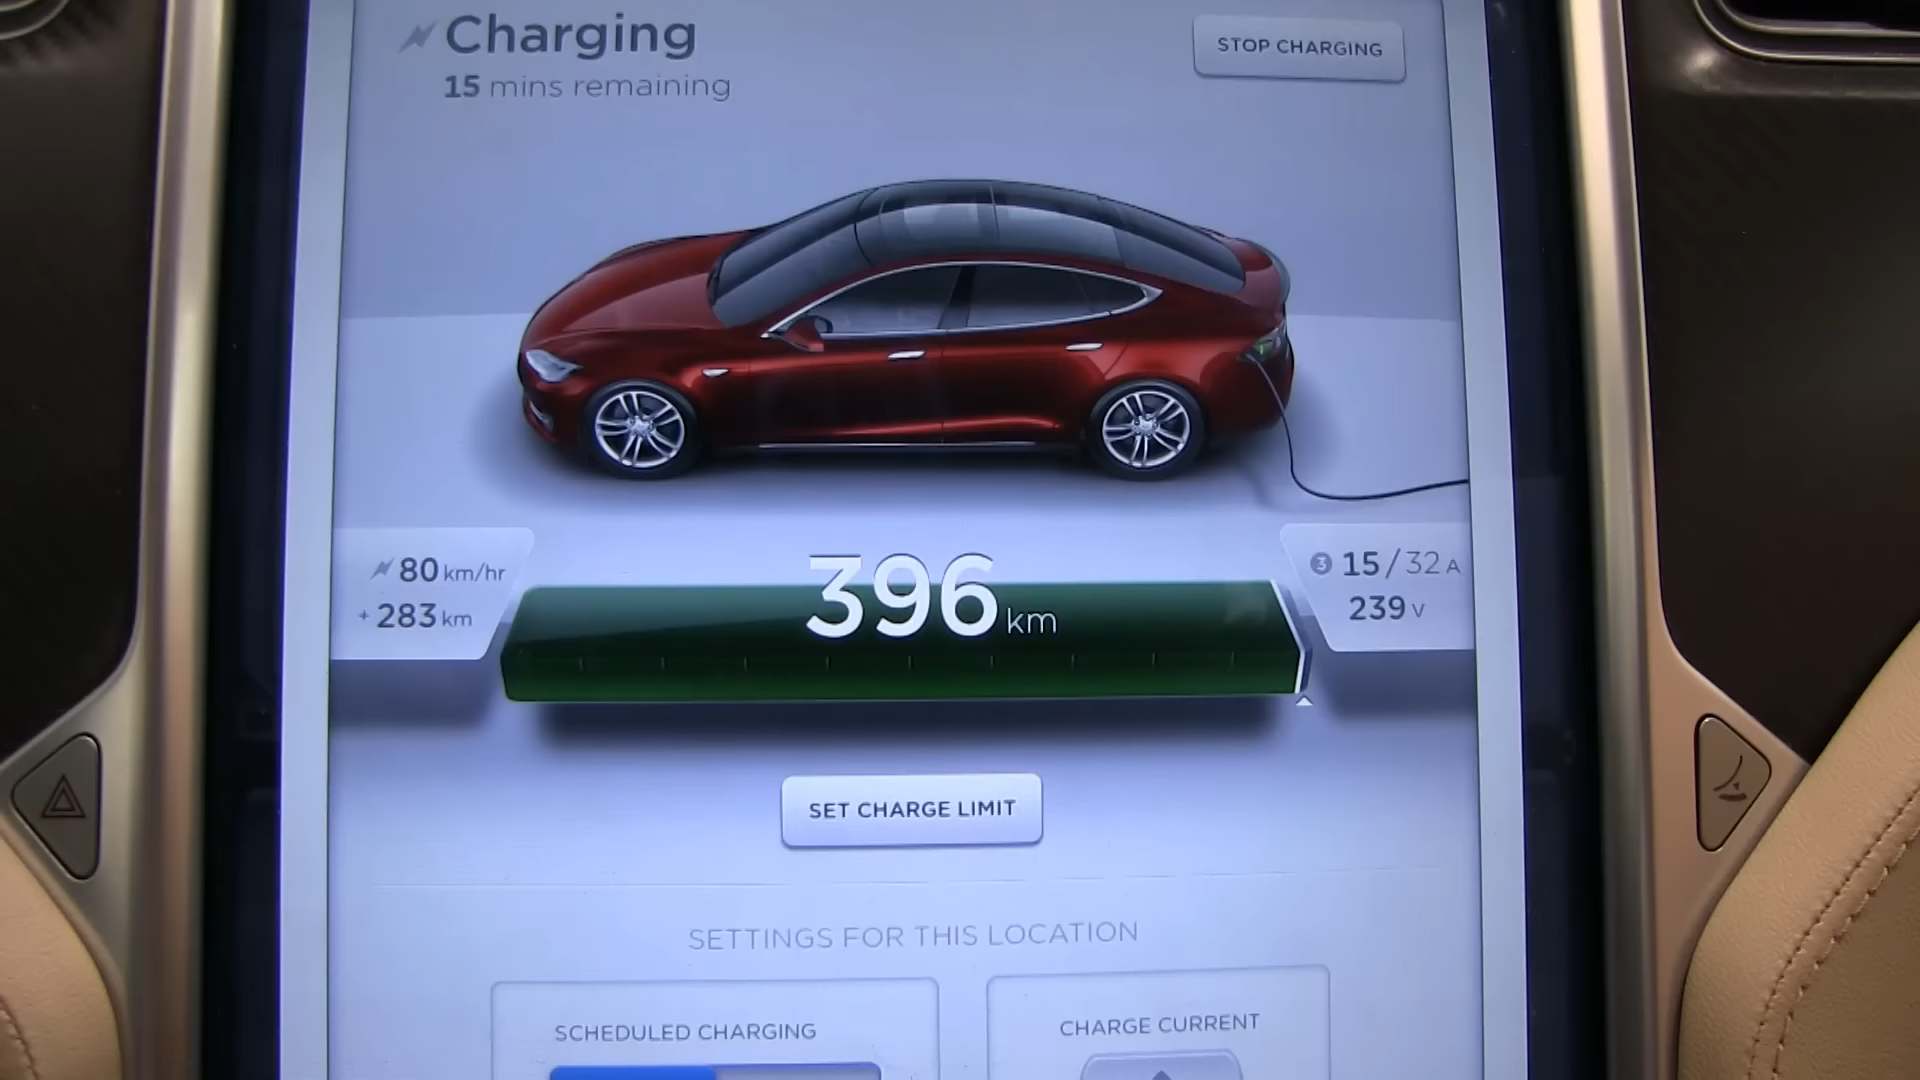 Charging
15 mins remaining
STOP CHARGING
80 km/hr
+ 283 km
396 km
3 15/32 A
239 V
SET CHARGE LIMIT
SETTINGS FOR THIS LOCATION
SCHEDULED CHARGING
CHARGE CURRENT